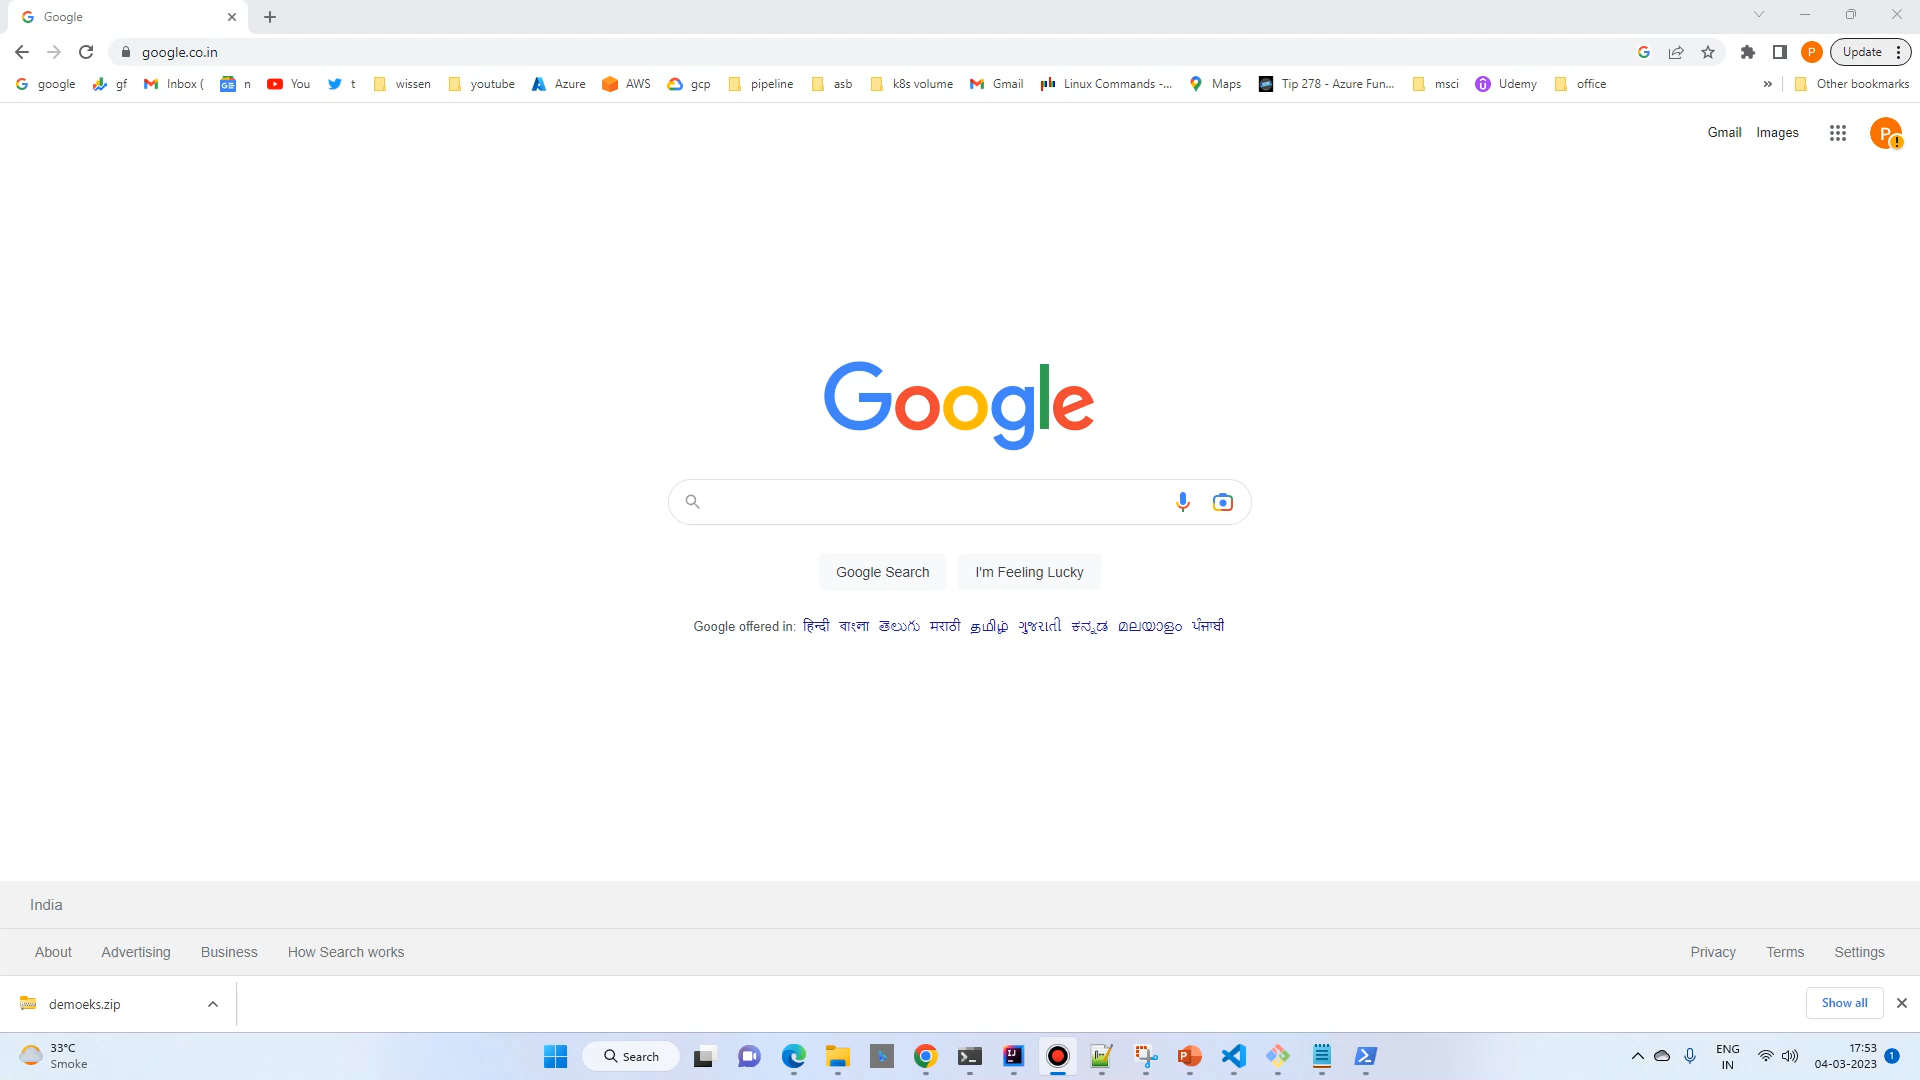 Google
google.co.in
Update
google gf Inbox ( n You t wissen youtube Azure AWS gcp pipeline asb k8s volume Gmail Linux Commands -... Maps Tip 278 - Azure Fun... msci Udemy office » Other bookmarks
Gmail Images P
Google
Google Search I'm Feeling Lucky
Google offered in: हिन्दी বাংলা తెలుగు मराठी தமிழ் ગુજરાતી ಕನ್ನಡ മലയാളം ਪੰਜਾਬੀ
India
About Advertising Business How Search works Privacy Terms Settings
demoeks.zip Show all
33°C
Smoke
Search
ENG
IN
17:53
04-03-2023
1